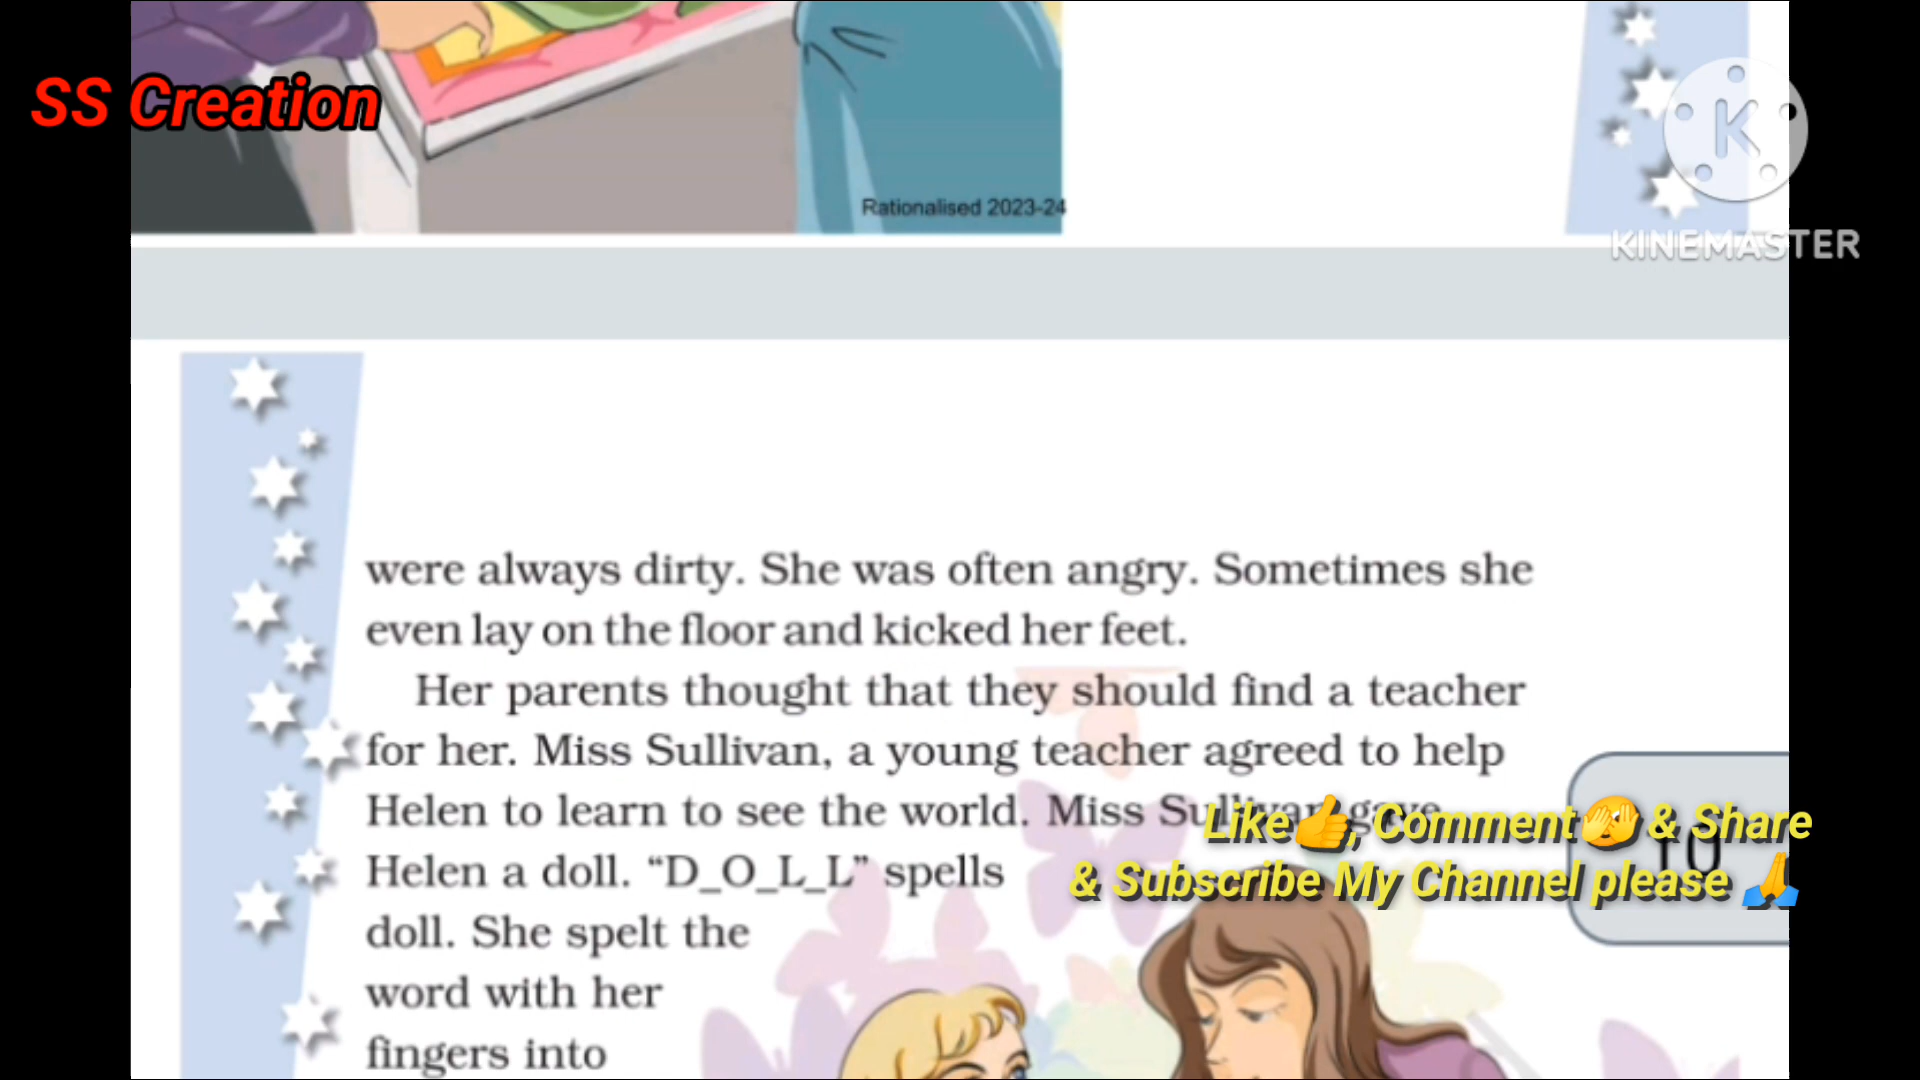 SS Creation
K
KINEMASTER
Rationalised 2023-24
were always dirty. She was often angry. Sometimes she
even lay on the floor and kicked her feet.
Her parents thought that they should find a teacher
for her. Miss Sullivan, a young teacher agreed to help
Helen to learn to see the world. Miss Sullivan gave
Like👍, Comment🫣 & Share
10
Helen a doll. “D_O_L_L” spells
& Subscribe My Channel please 🙏
doll. She spelt the
word with her
fingers into